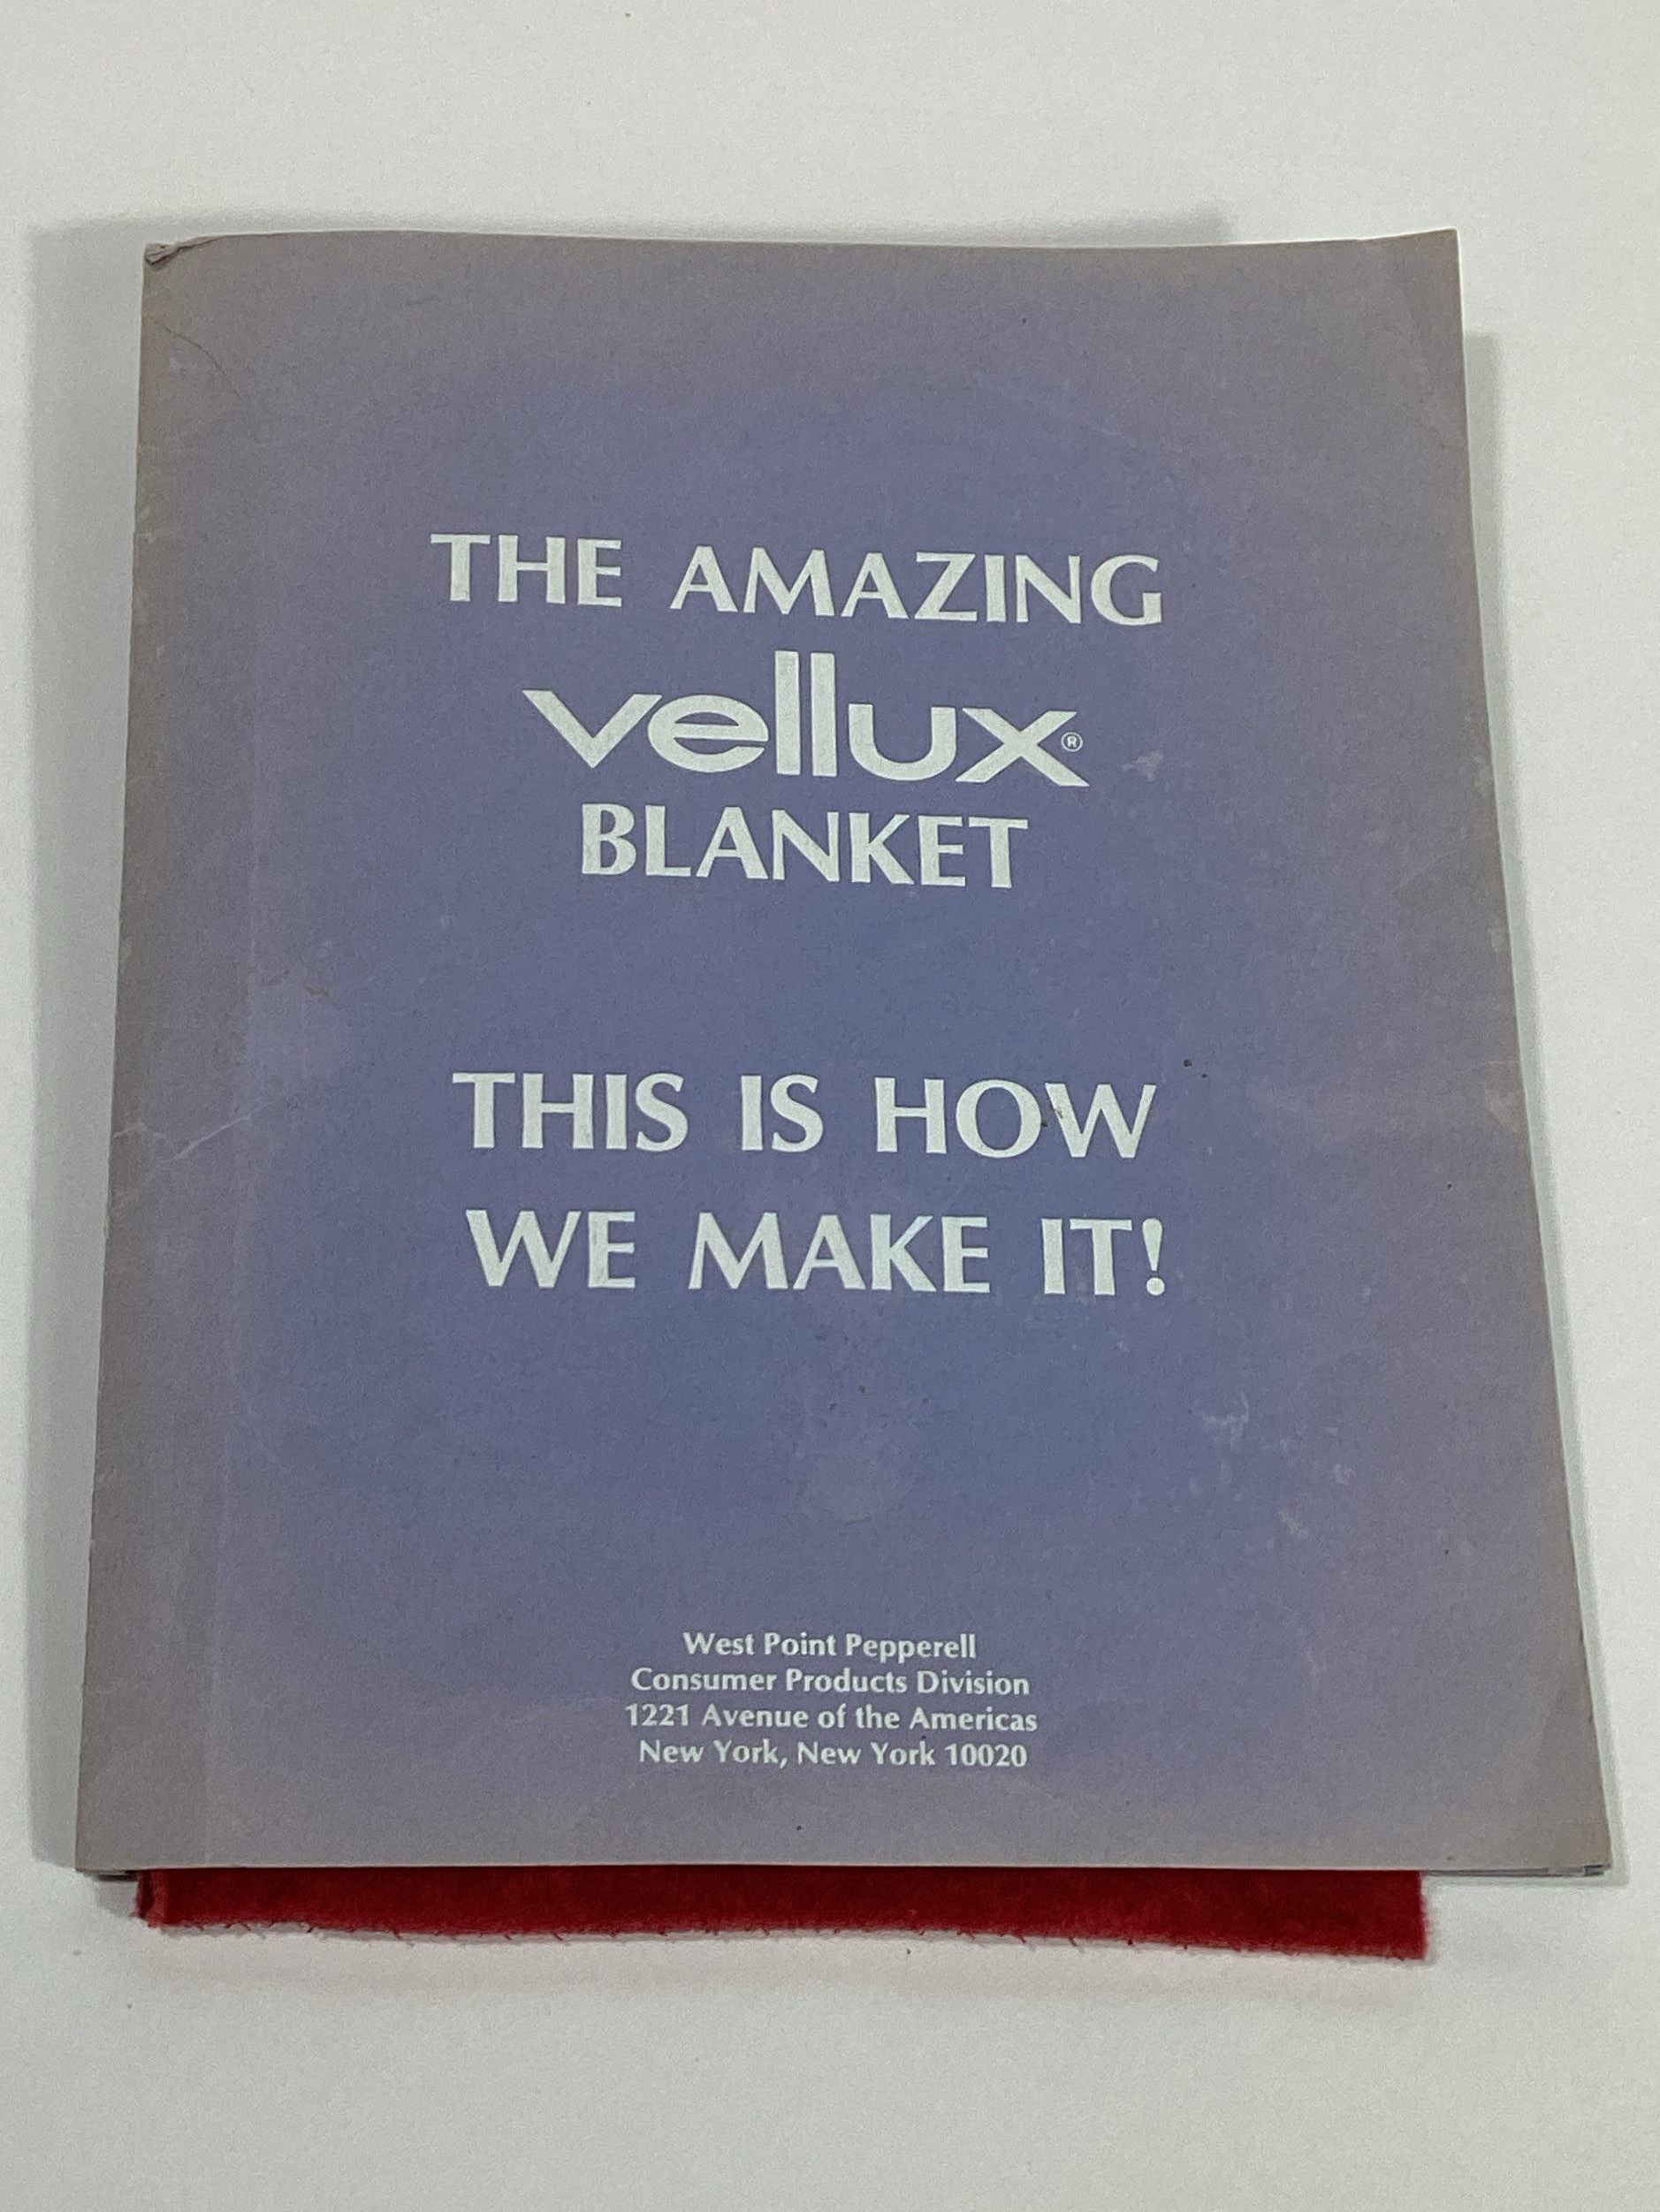 THE AMAZING
vellux®
BLANKET
THIS IS HOW
WE MAKE IT!
West Point Pepperell
Consumer Products Division
1221 Avenue of the Americas
New York, New York 10020